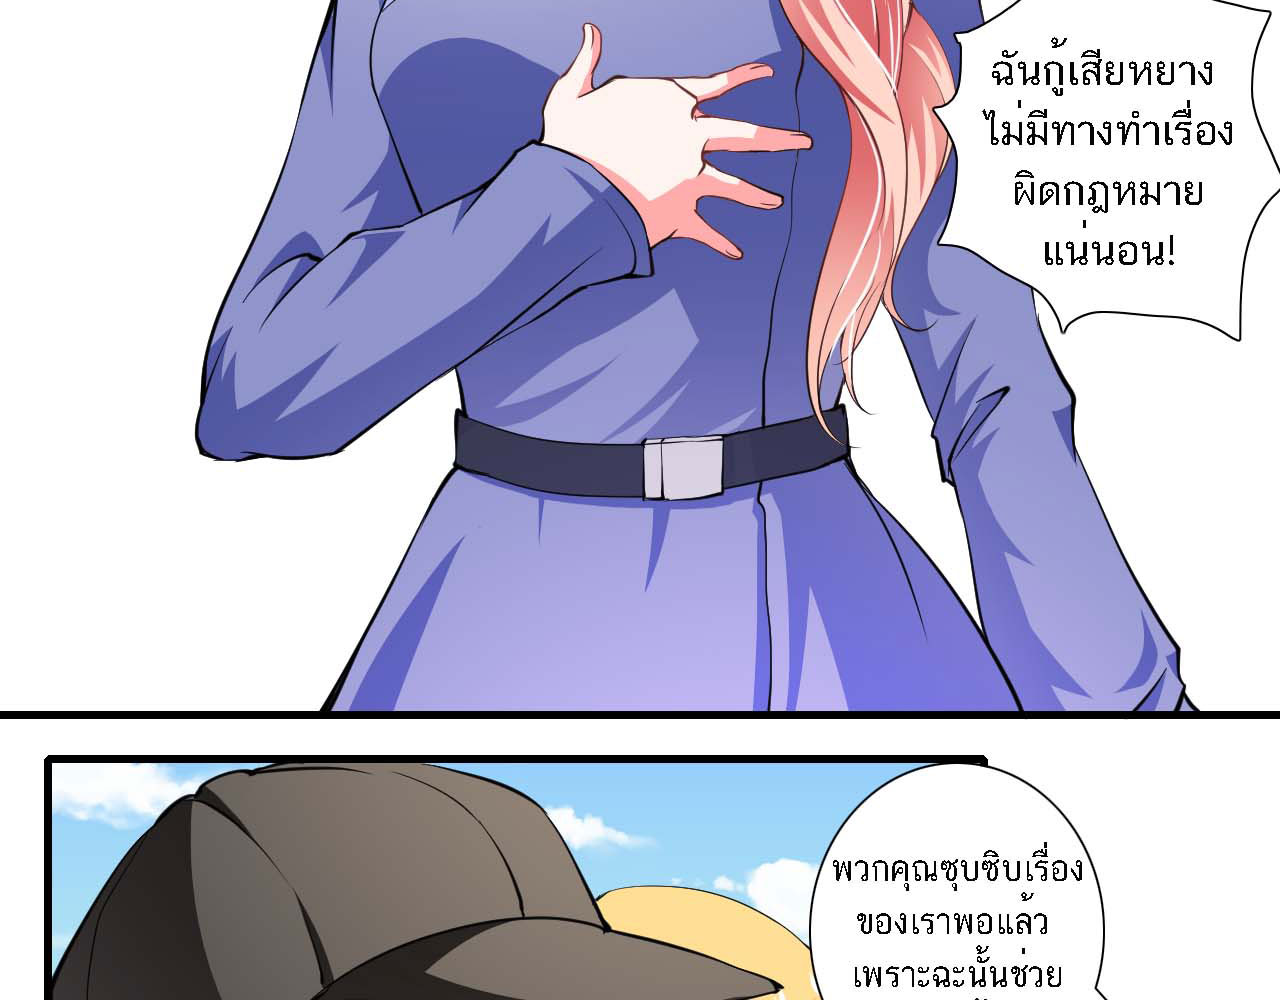 ฉันกู้เสียหยาง
ไม่มีทางทำเรื่อง
ผิดกฎหมาย
แน่นอน!
พวกคุณซุบซิบเรื่อง
ของเราพอแล้ว
เพราะฉะนั้นช่วย